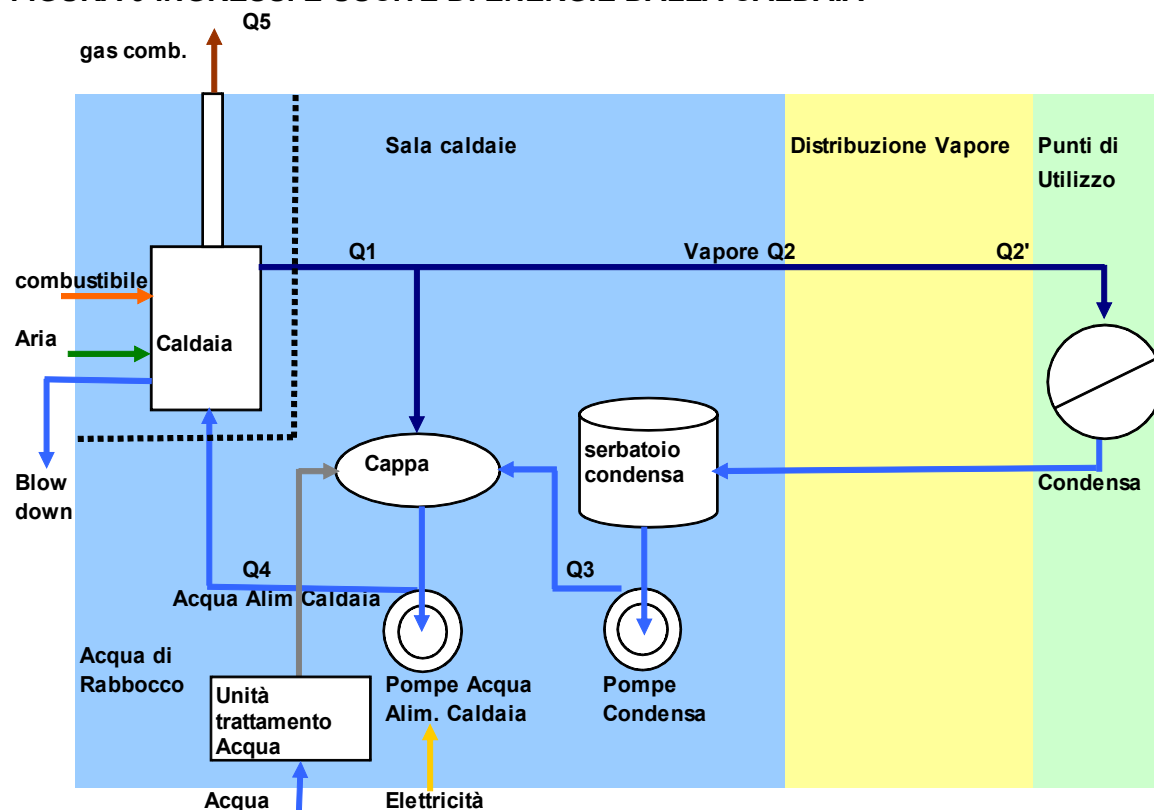 Q5
gas comb.
Sala caldaie
Distribuzione Vapore
Punti di
Utilizzo
Q1
Vapore Q2
Q2'
combustibile
Aria
Caldaia
Cappa
serbatoio
condensa
Blow
down
Condensa
Q4
Q3
Acqua Alim Caldaia
Acqua di
Rabbocco
Unità
trattamento
Acqua
Pompe Acqua
Alim. Caldaia
Pompe
Condensa
Acqua
Elettricità